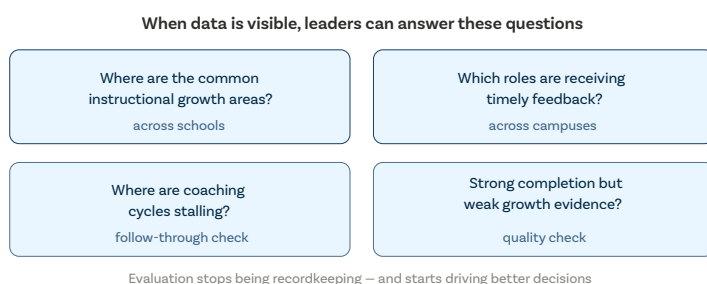 When data is visible, leaders can answer these questions
Where are the common
instructional growth areas?
across schools
Which roles are receiving
timely feedback?
across campuses
Where are coaching
cycles stalling?
follow-through check
Strong completion but
weak growth evidence?
quality check
Evaluation stops being recordkeeping — and starts driving better decisions